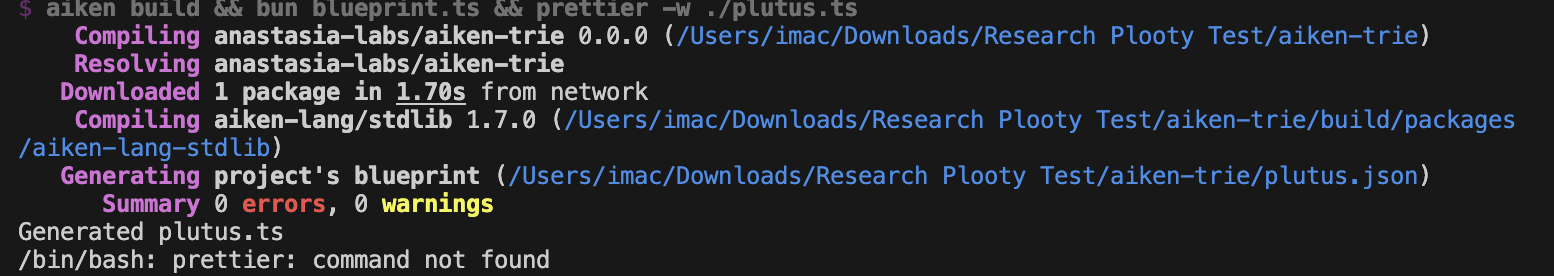 $ aiken build && bun blueprint.ts && prettier -w ./plutus.ts
Compiling anastasia-labs/aiken-trie 0.0.0 (/Users/imac/Downloads/Research Plooty Test/aiken-trie)
Resolving anastasia-labs/aiken-trie
Downloaded 1 package in 1.70s from network
Compiling aiken-lang/stdlib 1.7.0 (/Users/imac/Downloads/Research Plooty Test/aiken-trie/build/packages
/aiken-lang-stdlib)
Generating project's blueprint (/Users/imac/Downloads/Research Plooty Test/aiken-trie/plutus.json)
Summary 0 errors, 0 warnings
Generated plutus.ts
/bin/bash: prettier: command not found